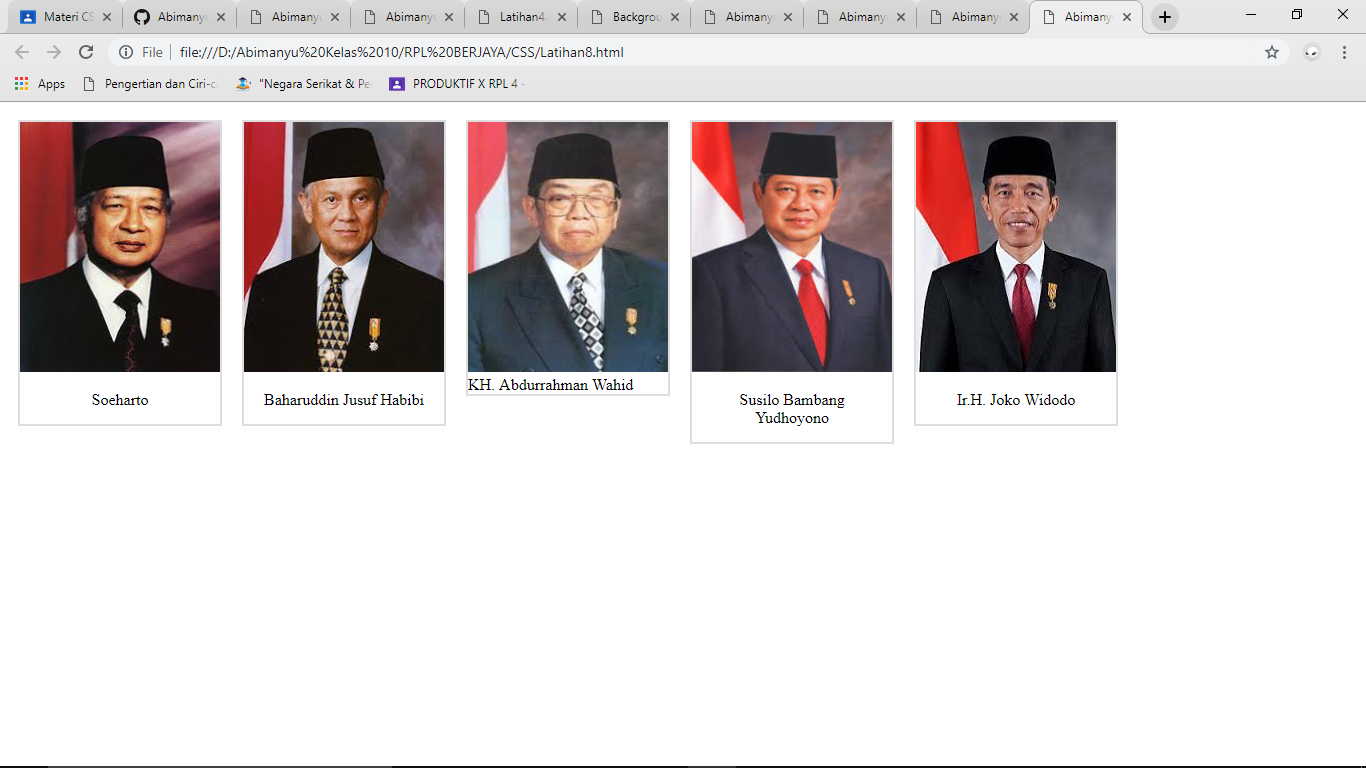 Materi CS
Abimanyu
Abimanyu
Abimanyu
Latihan4.
Backgrou
Abimanyu
Abimanyu
Abimanyu
Abimanyu
File
file:///D:/Abimanyu%20Kelas%2010/RPL%20BERJAYA/CSS/Latihan8.html
Apps
Pengertian dan Ciri-c
"Negara Serikat & Pe
PRODUKTIF X RPL 4 -
Soeharto
Baharuddin Jusuf Habibi
KH. Abdurrahman Wahid
Susilo Bambang
Yudhoyono
Ir.H. Joko Widodo